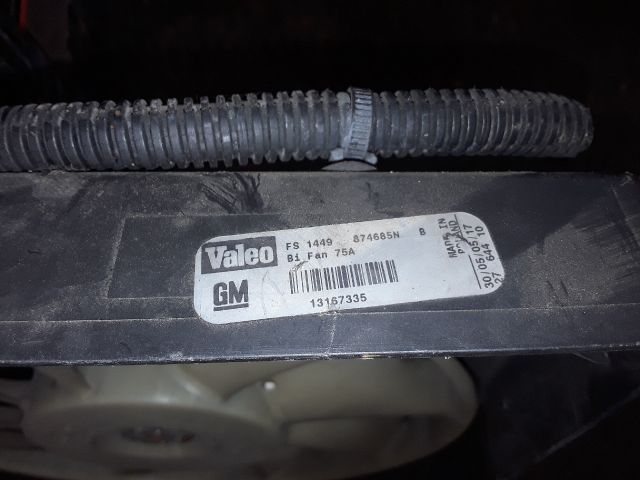 Valeo
FS 1449 874685N B
Bi Fan 75A
GM
13167335
MADE IN
POLAND
30/05/05/17
27 644 10